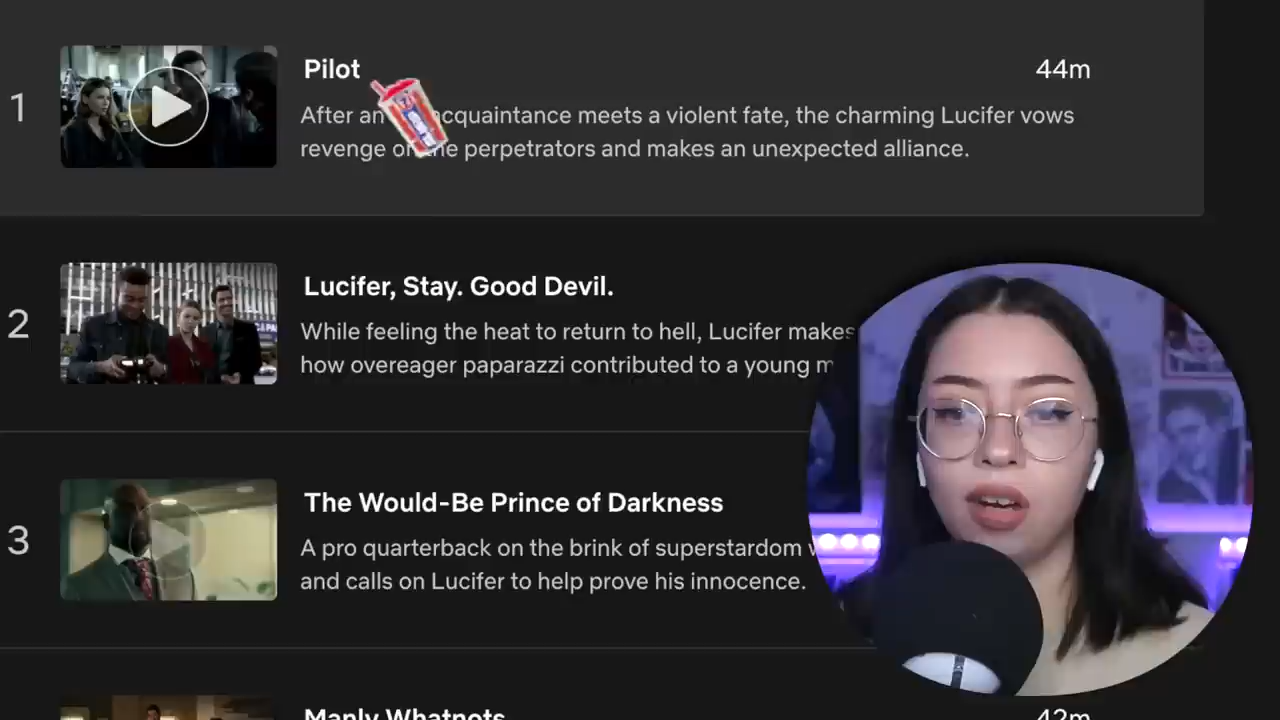 1
Pilot
44m
After an acquaintance meets a violent fate, the charming Lucifer vows
revenge on the perpetrators and makes an unexpected alliance.
2
Lucifer, Stay. Good Devil.
While feeling the heat to return to hell, Lucifer makes
how overeager paparazzi contributed to a young
3
The Would-Be Prince of Darkness
A pro quarterback on the brink of superstardom
and calls on Lucifer to help prove his innocence.
Manly Whatnots
42m